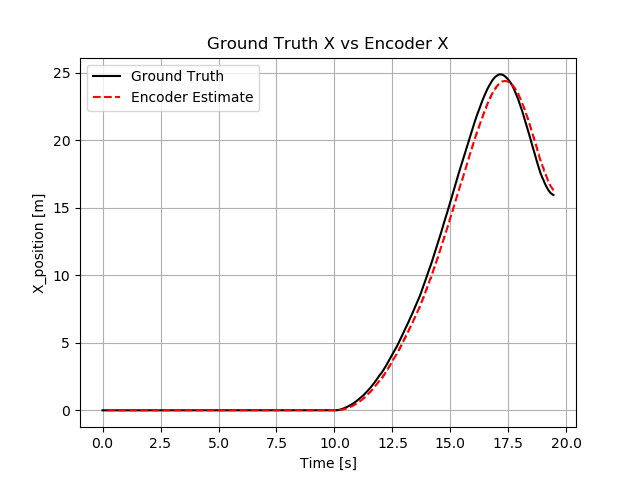 Ground Truth X vs Encoder X
Ground Truth
Encoder Estimate
25
20
15
10
5
0
X_position [m]
0.0 2.5 5.0 7.5 10.0 12.5 15.0 17.5 20.0
Time [s]